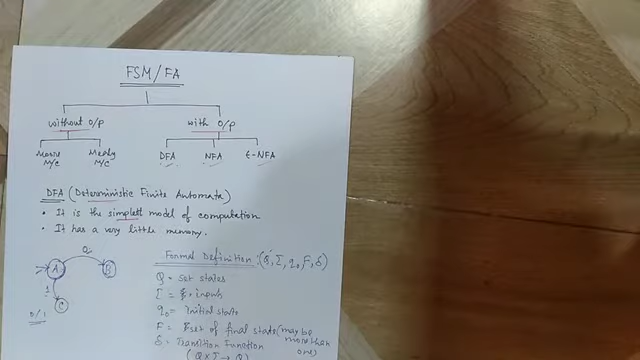 FSM/FA
without O/P with O/P
Moore M/C Mealy M/C DFA NFA E-NFA
DFA (Deterministic Finite Automata)
• It is the simplest model of computation
• It has a very little memory.
Formal Definition: (Q, Σ, q0, F, δ)
A B
C
0/1
Q = set states
Σ = inputs
q0 = initial state
F = set of final state (may be more than one)
δ = Transition Function
(Q X Σ → Q)